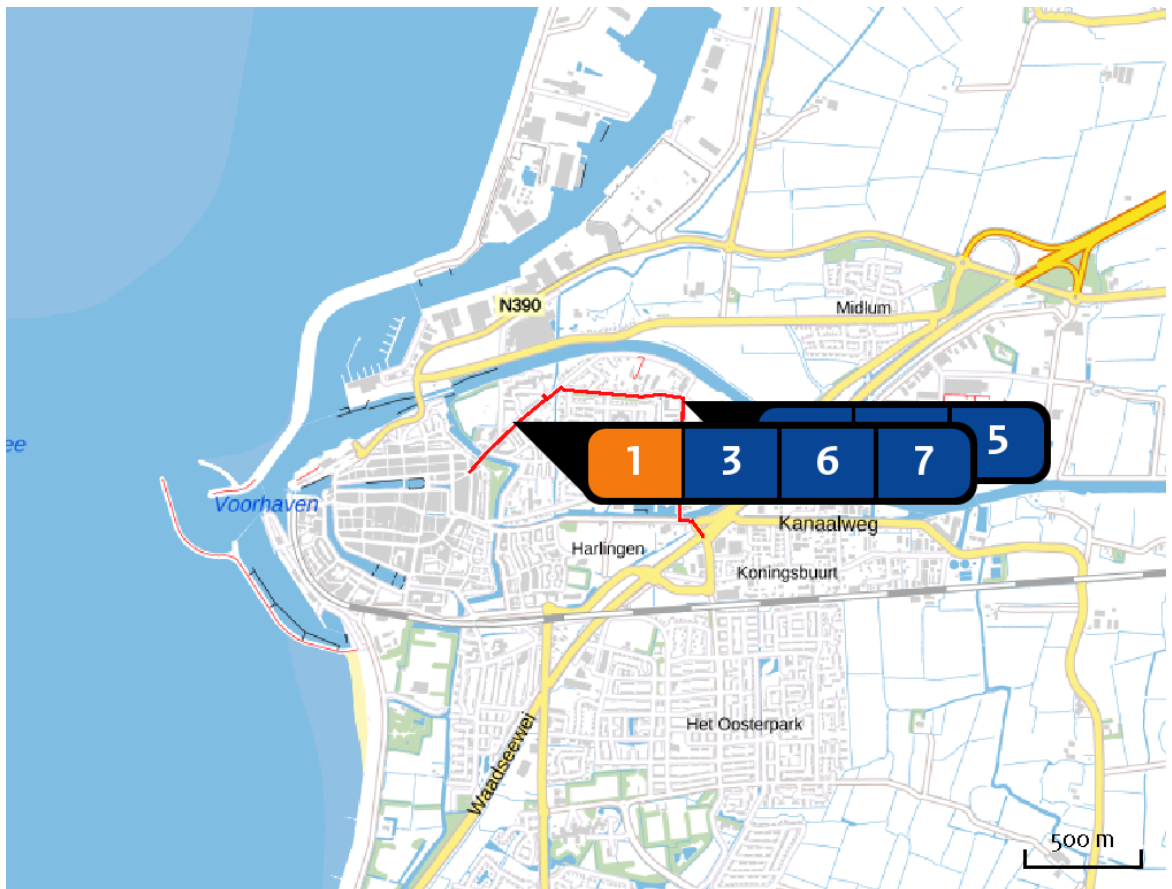 Midlum
N390
5
1 3 6 7
ee
Voorhaven
Kanaalweg
Harlingen
Koningsbuurt
Het Oosterpark
Waadseewei
500 m